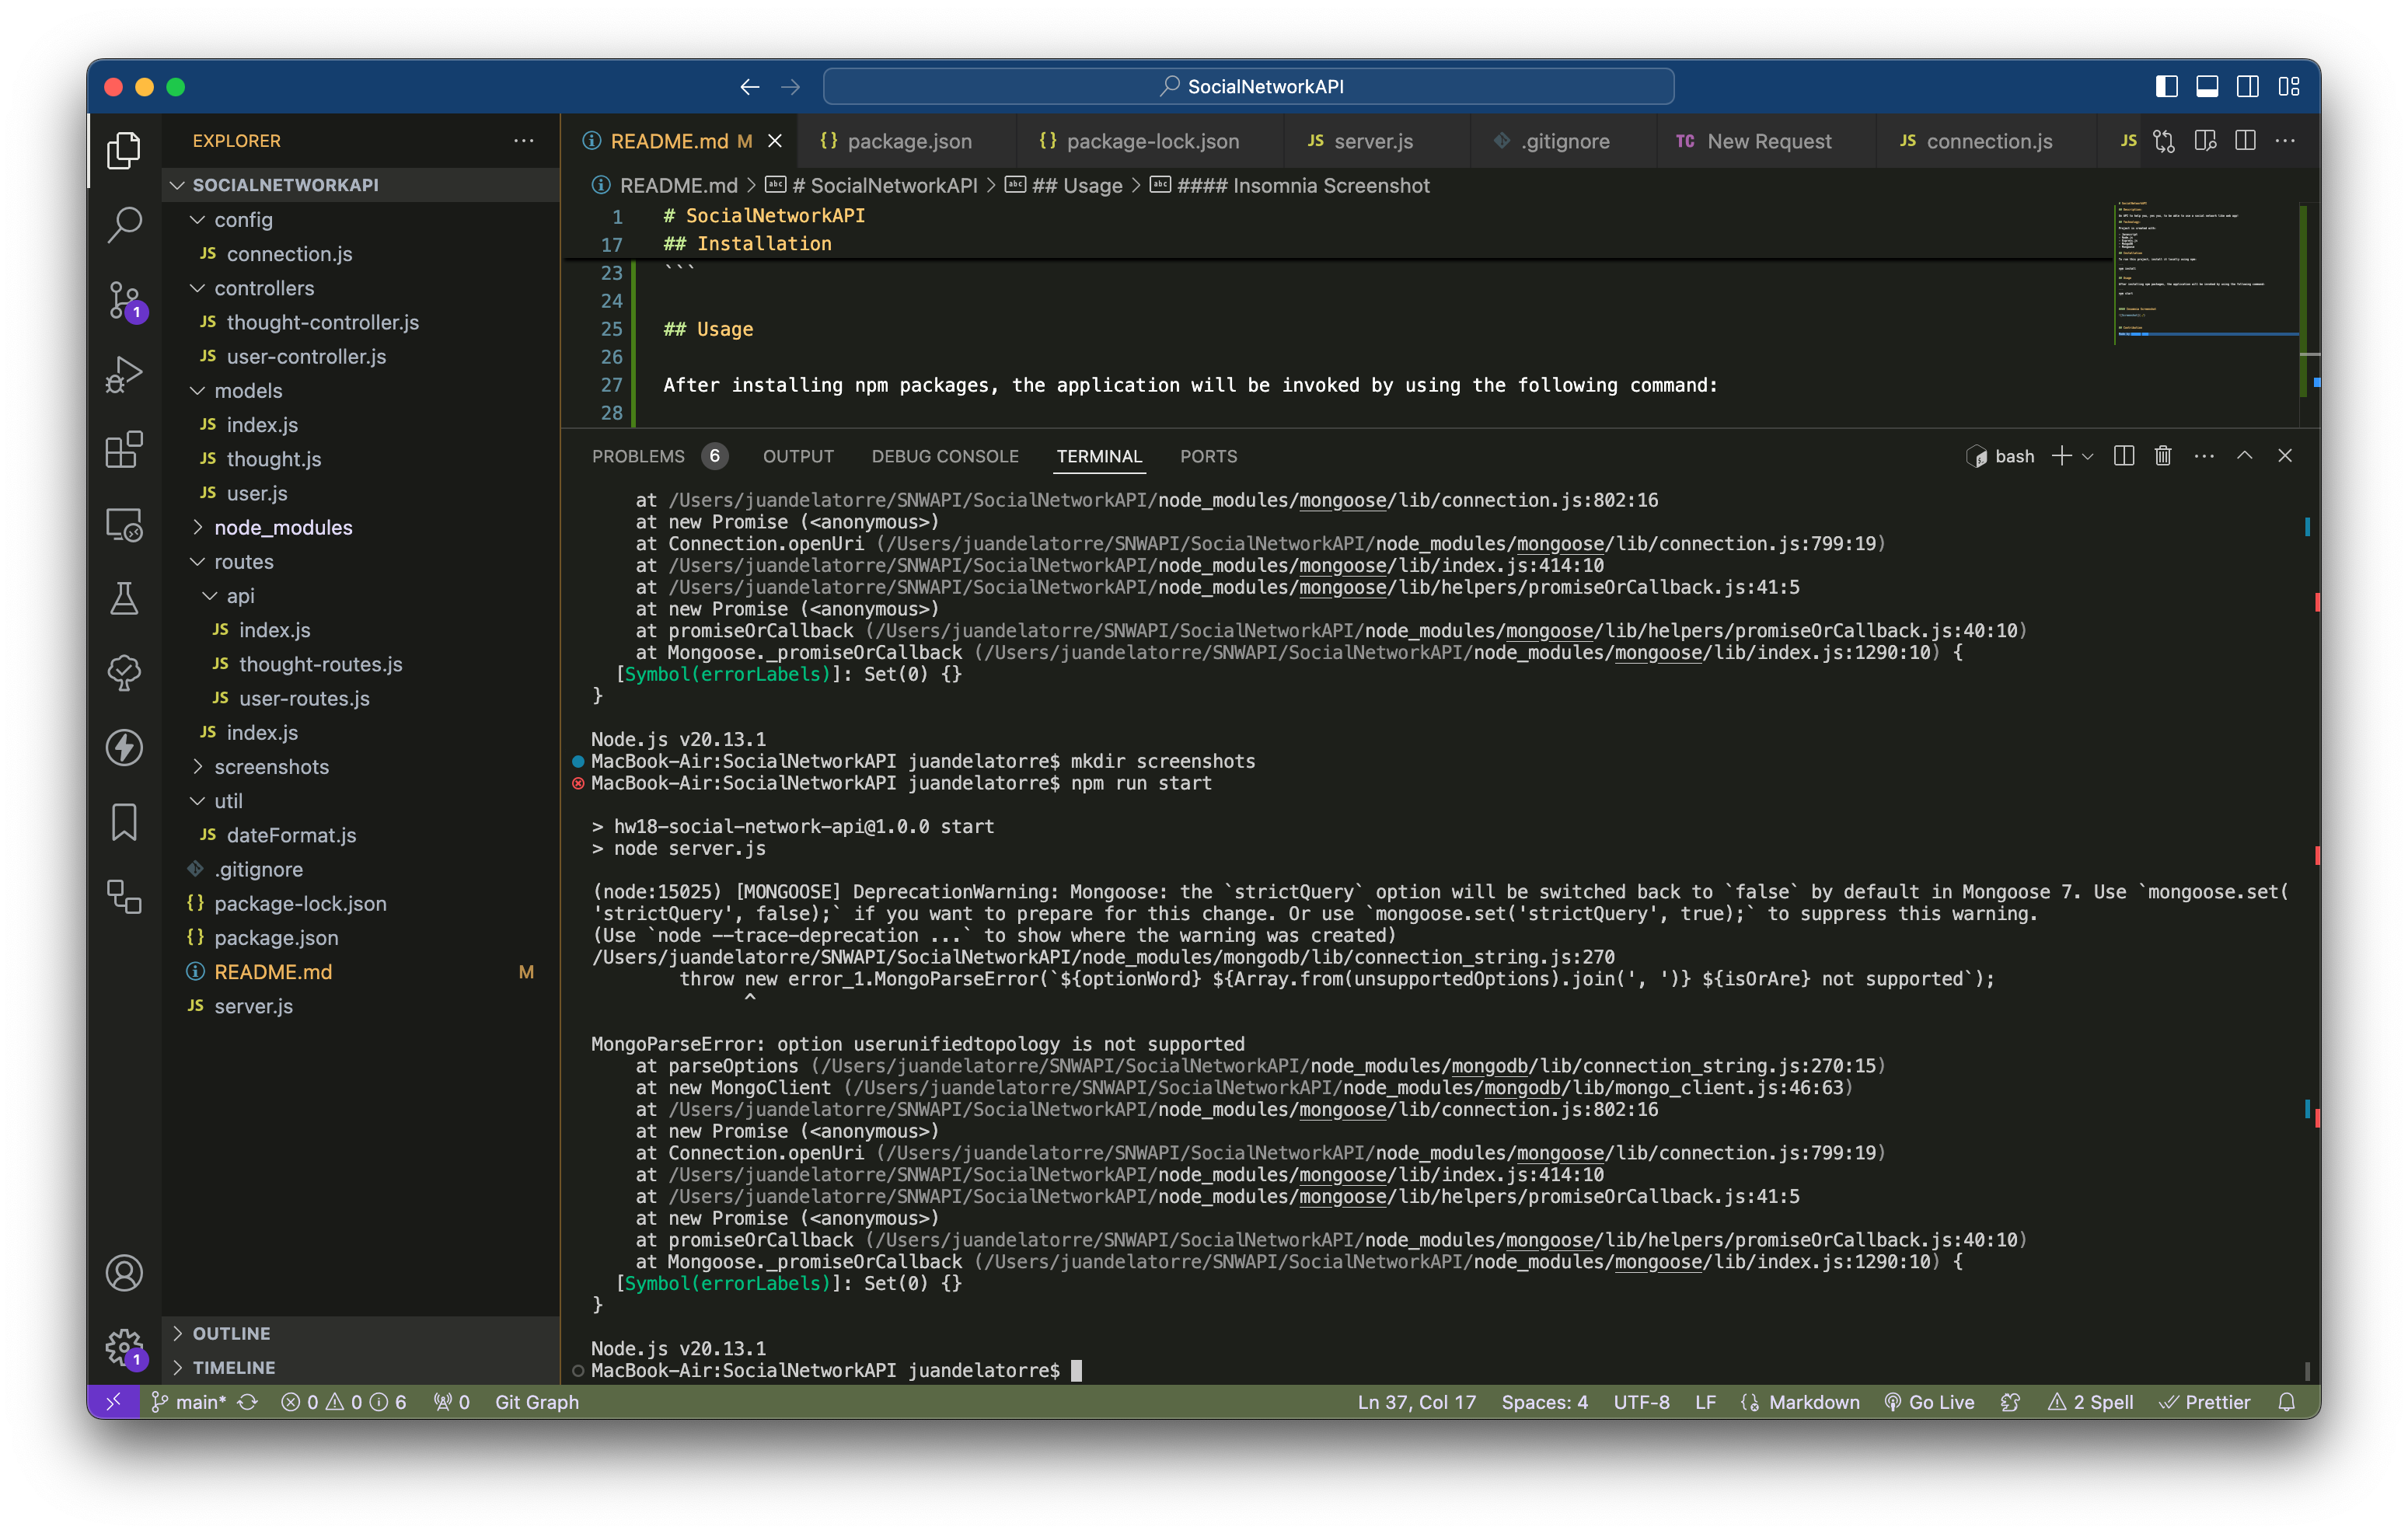 SocialNetworkAPI
EXPLORER
SOCIALNETWORKAPI
config
JS connection.js
controllers
JS thought-controller.js
JS user-controller.js
models
JS index.js
JS thought.js
JS user.js
node_modules
routes
api
JS index.js
JS thought-routes.js
JS user-routes.js
JS index.js
screenshots
util
JS dateFormat.js
.gitignore
{} package-lock.json
{} package.json
README.md M
JS server.js
OUTLINE
TIMELINE
1
1
README.md M
{} package.json
{} package-lock.json
JS server.js
.gitignore
TC New Request
JS connection.js
JS
README.md > # SocialNetworkAPI > ## Usage > #### Insomnia Screenshot
1 # SocialNetworkAPI
17 ## Installation
23 ```
24
25 ## Usage
26
27 After installing npm packages, the application will be invoked by using the following command:
28
PROBLEMS 6 OUTPUT DEBUG CONSOLE TERMINAL PORTS
bash
at /Users/juandelatorre/SNWAPI/SocialNetworkAPI/node_modules/mongoose/lib/connection.js:802:16
at new Promise (<anonymous>)
at Connection.openUri (/Users/juandelatorre/SNWAPI/SocialNetworkAPI/node_modules/mongoose/lib/connection.js:799:19)
at /Users/juandelatorre/SNWAPI/SocialNetworkAPI/node_modules/mongoose/lib/index.js:414:10
at /Users/juandelatorre/SNWAPI/SocialNetworkAPI/node_modules/mongoose/lib/helpers/promiseOrCallback.js:41:5
at new Promise (<anonymous>)
at promiseOrCallback (/Users/juandelatorre/SNWAPI/SocialNetworkAPI/node_modules/mongoose/lib/helpers/promiseOrCallback.js:40:10)
at Mongoose._promiseOrCallback (/Users/juandelatorre/SNWAPI/SocialNetworkAPI/node_modules/mongoose/lib/index.js:1290:10) {
[Symbol(errorLabels)]: Set(0) {}
}
Node.js v20.13.1
MacBook-Air:SocialNetworkAPI juandelatorre$ mkdir screenshots
MacBook-Air:SocialNetworkAPI juandelatorre$ npm run start
> hw18-social-network-api@1.0.0 start
> node server.js
(node:15025) [MONGOOSE] DeprecationWarning: Mongoose: the `strictQuery` option will be switched back to `false` by default in Mongoose 7. Use `mongoose.set(
'strictQuery', false);` if you want to prepare for this change. Or use `mongoose.set('strictQuery', true);` to suppress this warning.
(Use `node --trace-deprecation ...` to show where the warning was created)
/Users/juandelatorre/SNWAPI/SocialNetworkAPI/node_modules/mongodb/lib/connection_string.js:270
throw new error_1.MongoParseError(`${optionWord} ${Array.from(unsupportedOptions).join(', ')} ${isOrAre} not supported`);
^
MongoParseError: option userunifiedtopology is not supported
at parseOptions (/Users/juandelatorre/SNWAPI/SocialNetworkAPI/node_modules/mongodb/lib/connection_string.js:270:15)
at new MongoClient (/Users/juandelatorre/SNWAPI/SocialNetworkAPI/node_modules/mongodb/lib/mongo_client.js:46:63)
at /Users/juandelatorre/SNWAPI/SocialNetworkAPI/node_modules/mongoose/lib/connection.js:802:16
at new Promise (<anonymous>)
at Connection.openUri (/Users/juandelatorre/SNWAPI/SocialNetworkAPI/node_modules/mongoose/lib/connection.js:799:19)
at /Users/juandelatorre/SNWAPI/SocialNetworkAPI/node_modules/mongoose/lib/index.js:414:10
at /Users/juandelatorre/SNWAPI/SocialNetworkAPI/node_modules/mongoose/lib/helpers/promiseOrCallback.js:41:5
at new Promise (<anonymous>)
at promiseOrCallback (/Users/juandelatorre/SNWAPI/SocialNetworkAPI/node_modules/mongoose/lib/helpers/promiseOrCallback.js:40:10)
at Mongoose._promiseOrCallback (/Users/juandelatorre/SNWAPI/SocialNetworkAPI/node_modules/mongoose/lib/index.js:1290:10) {
[Symbol(errorLabels)]: Set(0) {}
}
Node.js v20.13.1
MacBook-Air:SocialNetworkAPI juandelatorre$
main* 0 0 6 0 Git Graph Ln 37, Col 17 Spaces: 4 UTF-8 LF Markdown Go Live 2 Spell Prettier